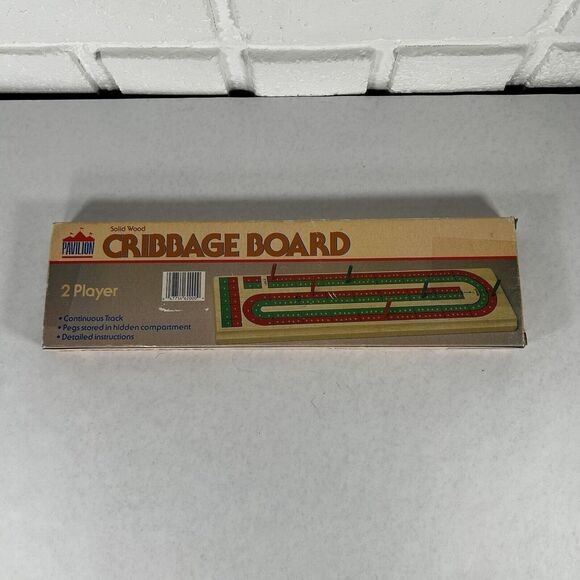 Solid Wood
PAVILION
CRIBBAGE BOARD
2 Player
• Continuous Track
• Pegs stored in hidden compartment
• Detailed instructions